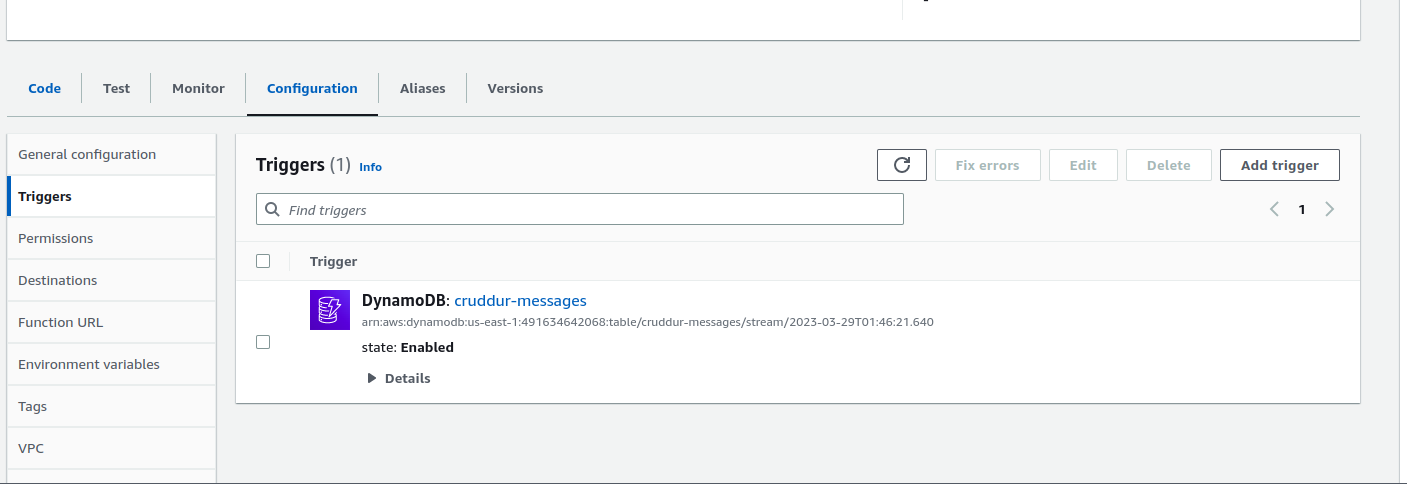 Code Test Monitor Configuration Aliases Versions
General configuration
Triggers
Permissions
Destinations
Function URL
Environment variables
Tags
VPC
Triggers (1) Info
Fix errors Edit Delete Add trigger
Find triggers
1
Trigger
DynamoDB: cruddur-messages
arn:aws:dynamodb:us-east-1:491634642068:table/cruddur-messages/stream/2023-03-29T01:46:21.640
state: Enabled
Details